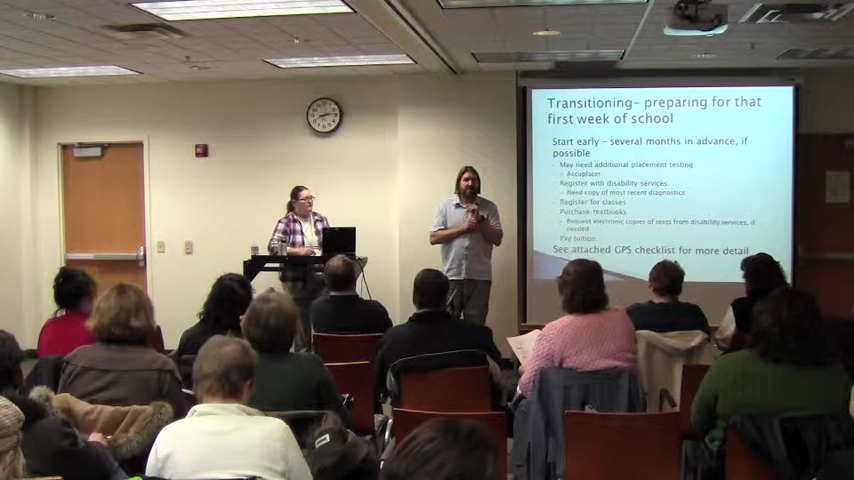 Transitioning- preparing for that
first week of school
Start early - several months in advance, if
possible
May need additional placement testing
Accuplacer
Register with disability services
Need copy of most recent diagnostics
Register for classes
Purchase textbooks
Request electronic copies of texts from disability services, if
needed
Pay tuition
See attached GPS checklist for more detail